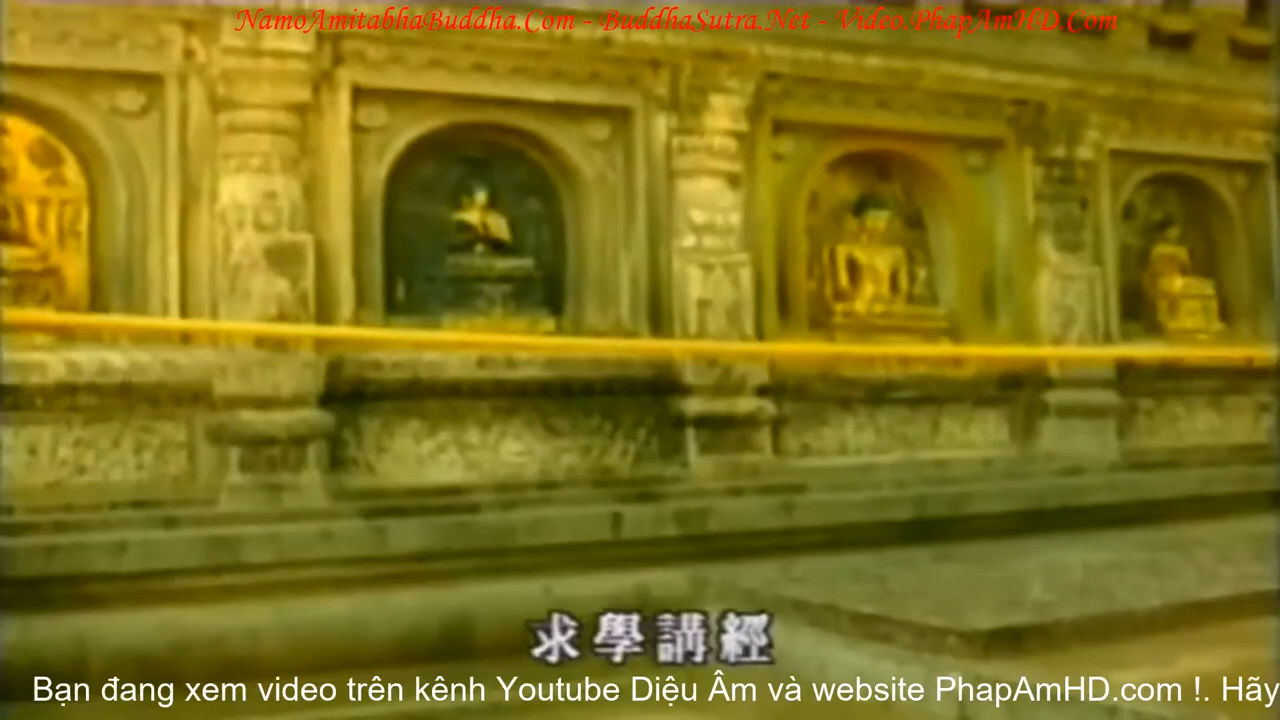 NamoAmitabhaBuddha.Com - BuddhaSutra.Net - Video.PhapAmHD.Com
求學講經
Bạn đang xem video trên kênh Youtube Diệu Âm và website PhapAmHD.com !. Hãy